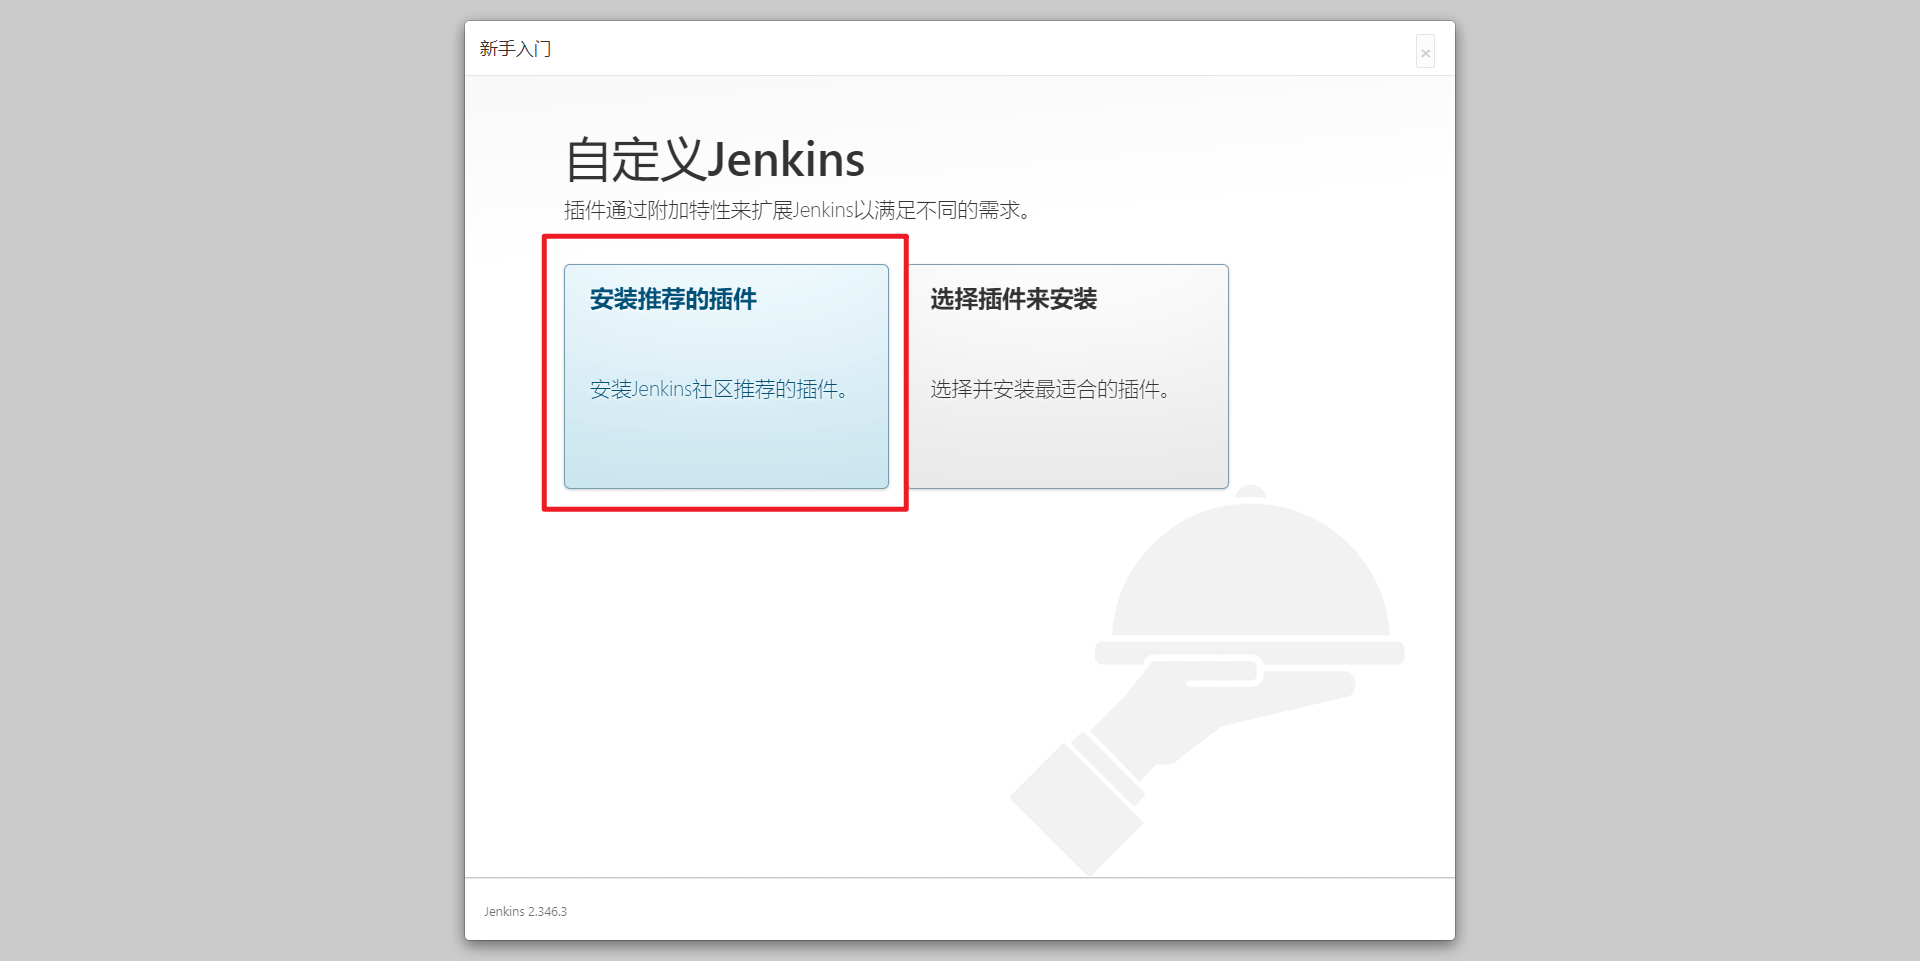 新手入门
×
自定义Jenkins
插件通过附加特性来扩展Jenkins以满足不同的需求。
安装推荐的插件
安装Jenkins社区推荐的插件。
选择插件来安装
选择并安装最适合的插件。
Jenkins 2.346.3